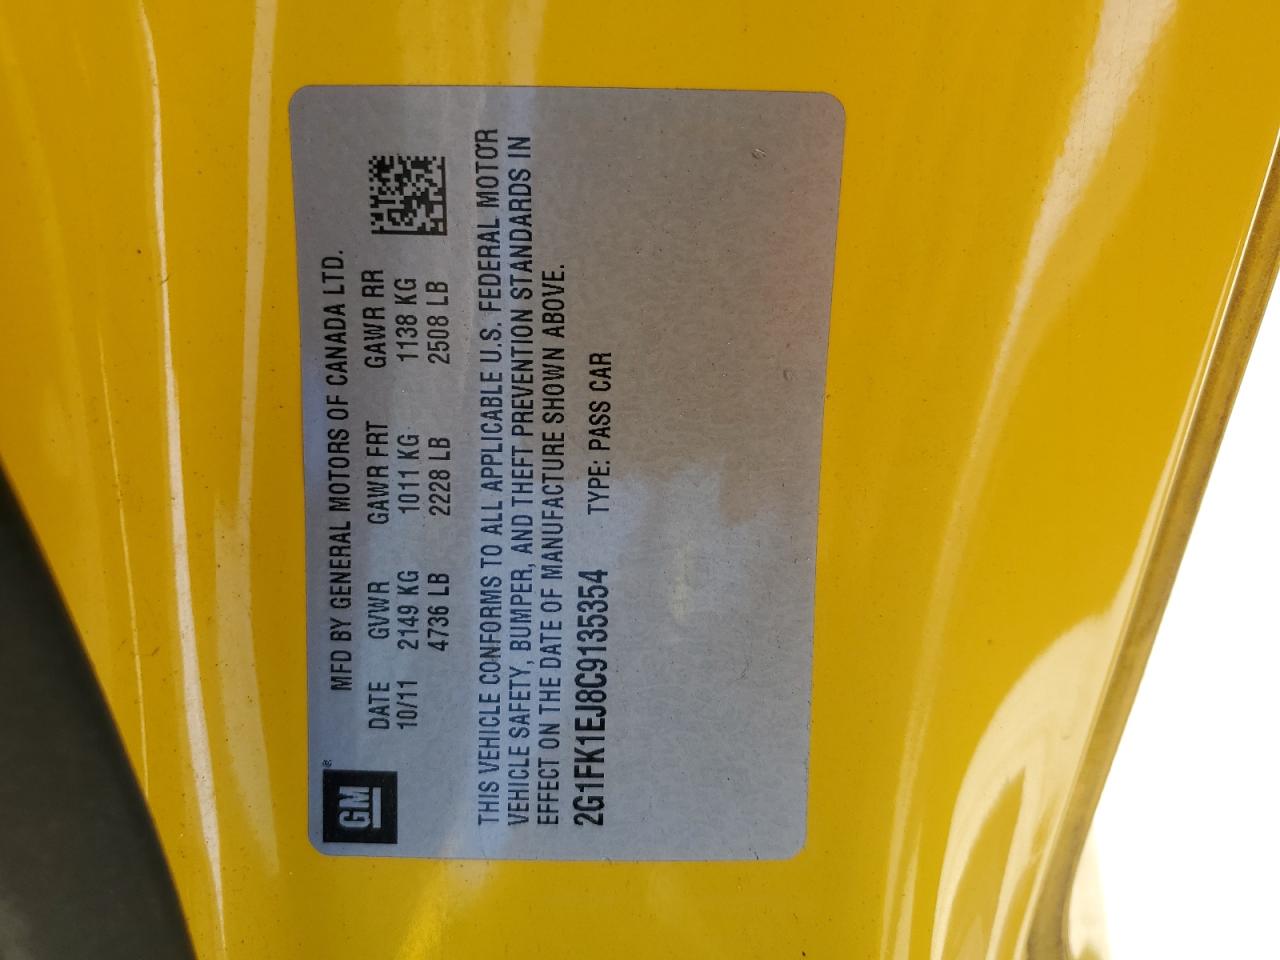 GM®
MFD BY GENERAL MOTORS OF CANADA LTD.
DATE GVWR GAWR FRT GAWR RR
10/11 2149 KG 1011 KG 1138 KG
4736 LB 2228 LB 2508 LB
THIS VEHICLE CONFORMS TO ALL APPLICABLE U.S. FEDERAL MOTOR
VEHICLE SAFETY, BUMPER, AND THEFT PREVENTION STANDARDS IN
EFFECT ON THE DATE OF MANUFACTURE SHOWN ABOVE.
2G1FK1EJ8C9135354 TYPE: PASS CAR